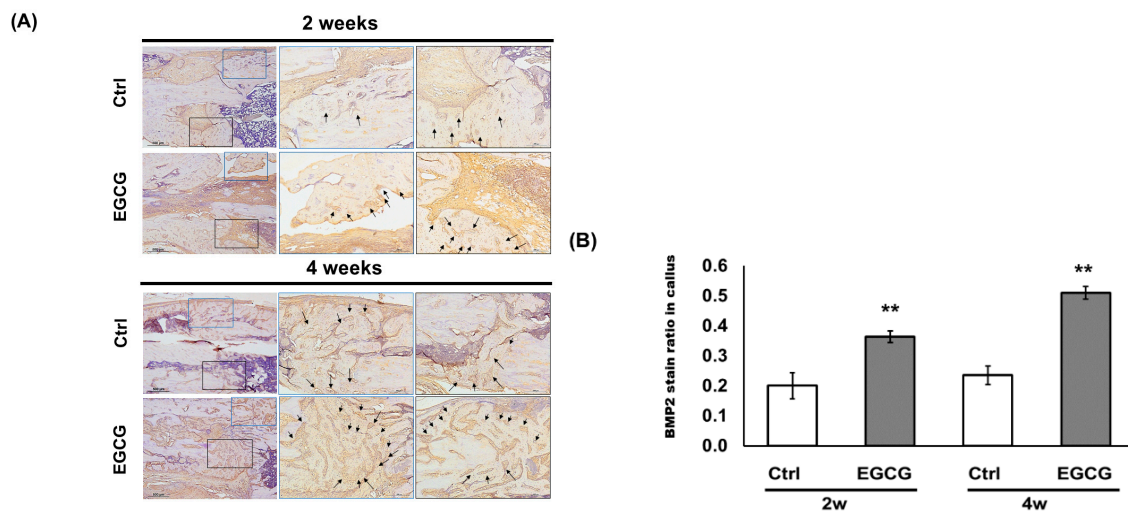 (A)
2 weeks
Ctrl
EGCG
4 weeks
Ctrl
EGCG
(B)
BMP2 stain ratio in callus
0.6
0.5
0.4
0.3
0.2
0.1
0.0
**
**
Ctrl
EGCG
Ctrl
EGCG
2w
4w